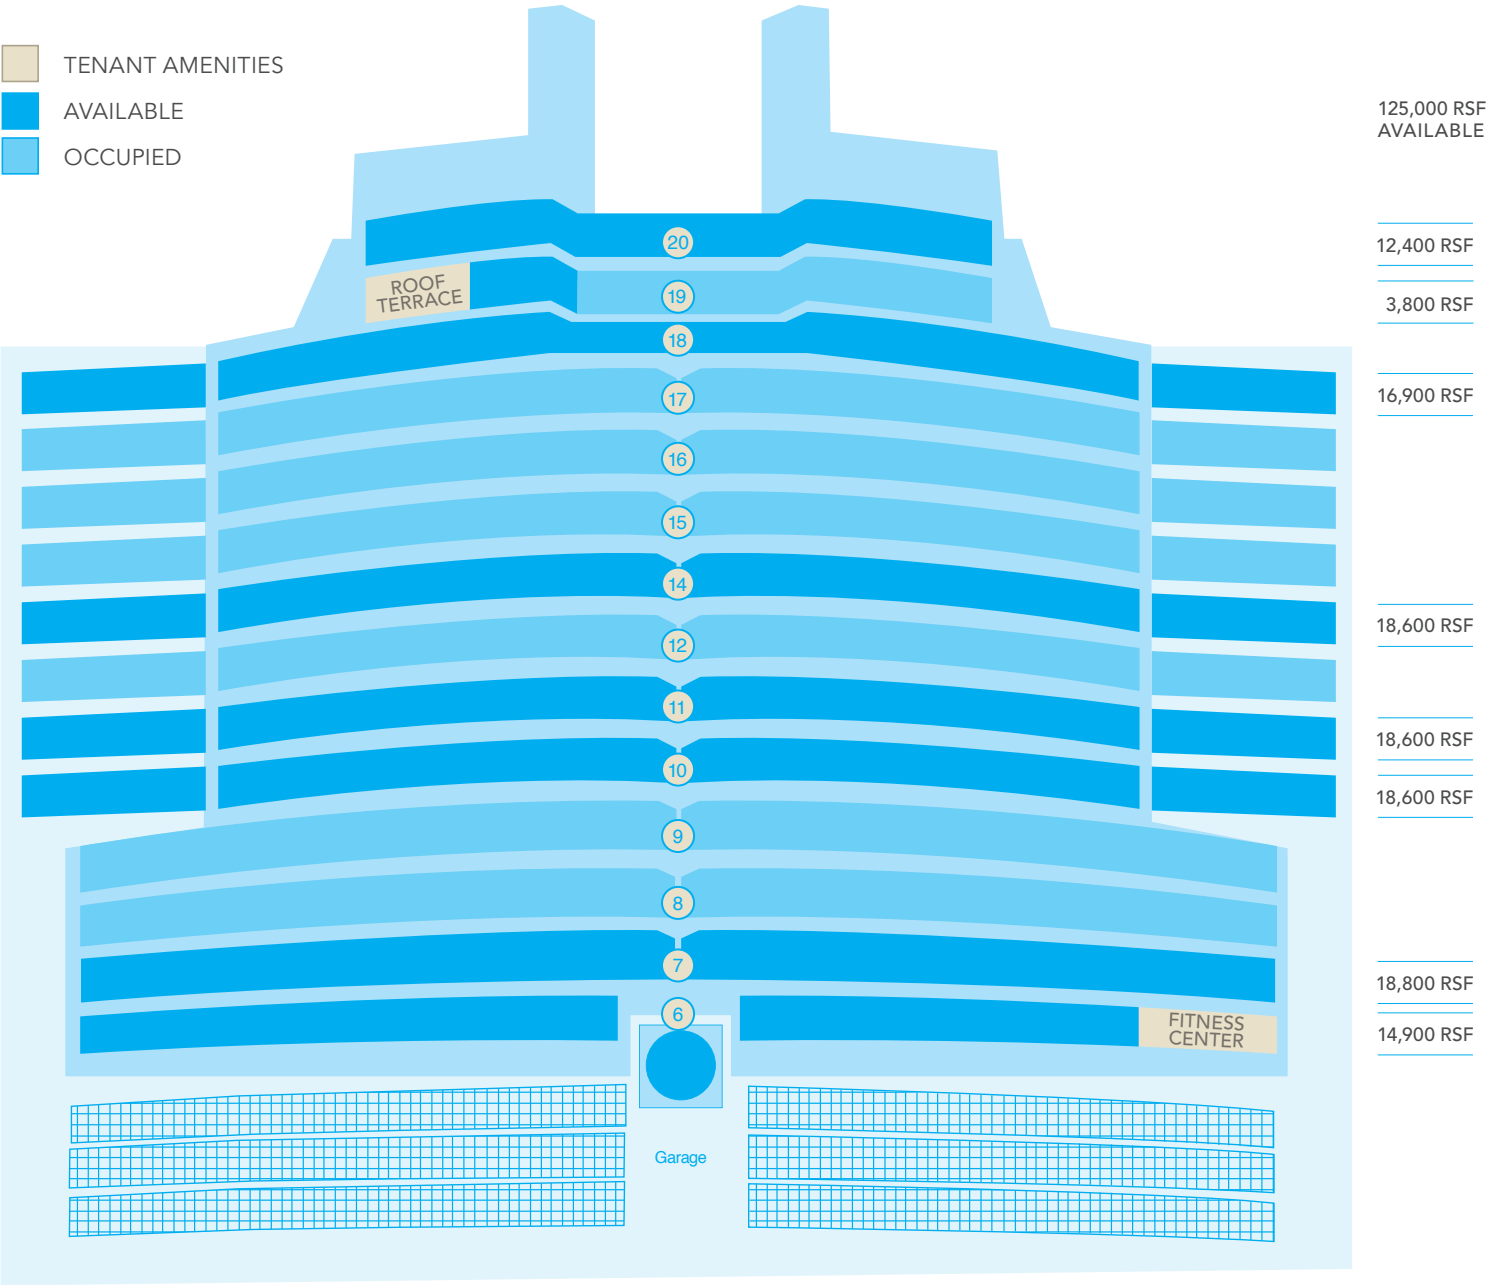 TENANT AMENITIES
AVAILABLE
OCCUPIED
125,000 RSF
AVAILABLE
20
12,400 RSF
ROOF
TERRACE
19
3,800 RSF
18
17
16,900 RSF
16
15
14
18,600 RSF
12
11
18,600 RSF
10
18,600 RSF
9
8
7
18,800 RSF
6
FITNESS
CENTER
14,900 RSF
Garage